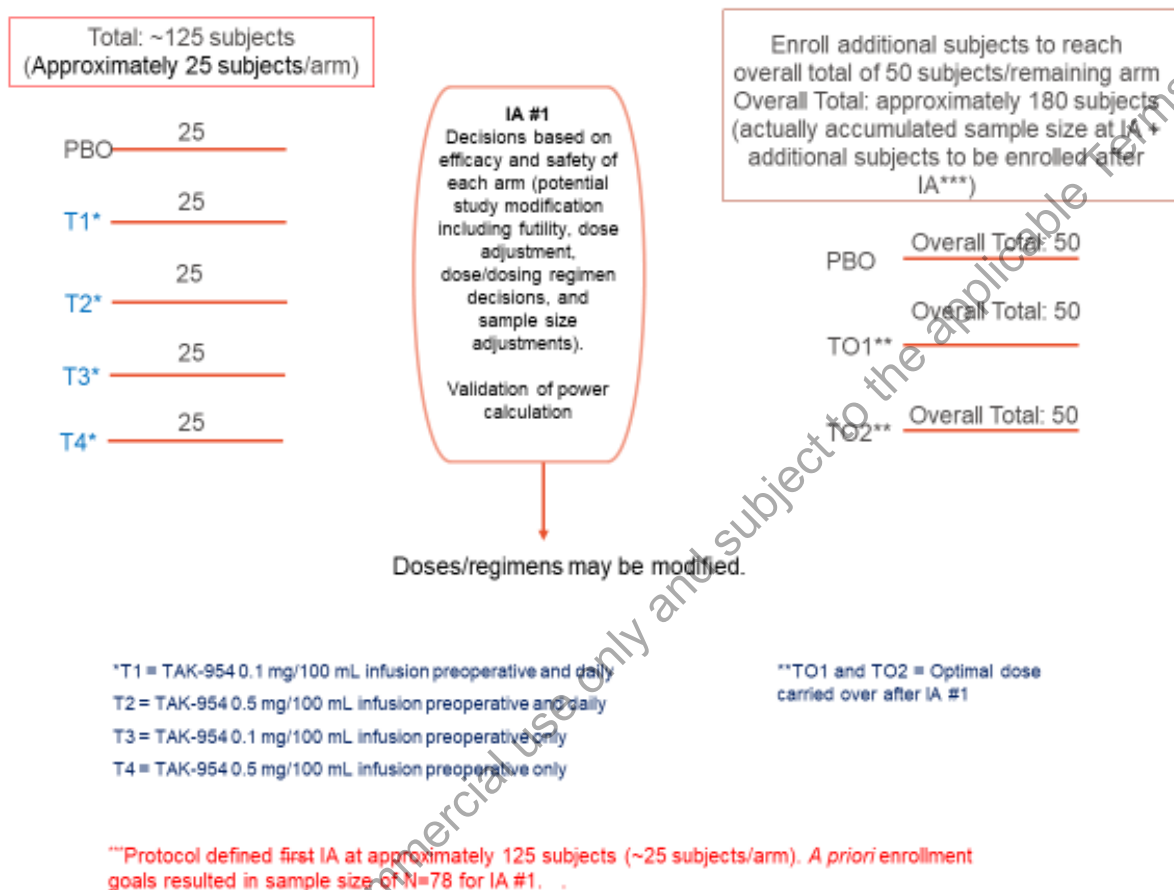 Total: ~125 subjects
(Approximately 25 subjects/arm)
PBO 25
T1* 25
T2* 25
T3* 25
T4* 25
IA #1
Decisions based on
efficacy and safety of
each arm (potential
study modification
including futility, dose
adjustment,
dose/dosing regimen
decisions, and
sample size
adjustments).
Validation of power
calculation
Doses/regimens may be modified.
Enroll additional subjects to reach
overall total of 50 subjects/remaining arm
Overall Total: approximately 180 subjects
(actually accumulated sample size at IA +
additional subjects to be enrolled after
IA***)
PBO Overall Total: 50
TO1** Overall Total: 50
TO2** Overall Total: 50
*T1 = TAK-954 0.1 mg/100 mL infusion preoperative and daily
T2 = TAK-954 0.5 mg/100 mL infusion preoperative and daily
T3 = TAK-954 0.1 mg/100 mL infusion preoperative only
T4 = TAK-954 0.5 mg/100 mL infusion preoperative only
**TO1 and TO2 = Optimal dose
carried over after IA #1
***Protocol defined first IA at approximately 125 subjects (~25 subjects/arm). A priori enrollment
goals resulted in sample size of N=78 for IA #1. .
mmercial use only and subject to the applicable Terms